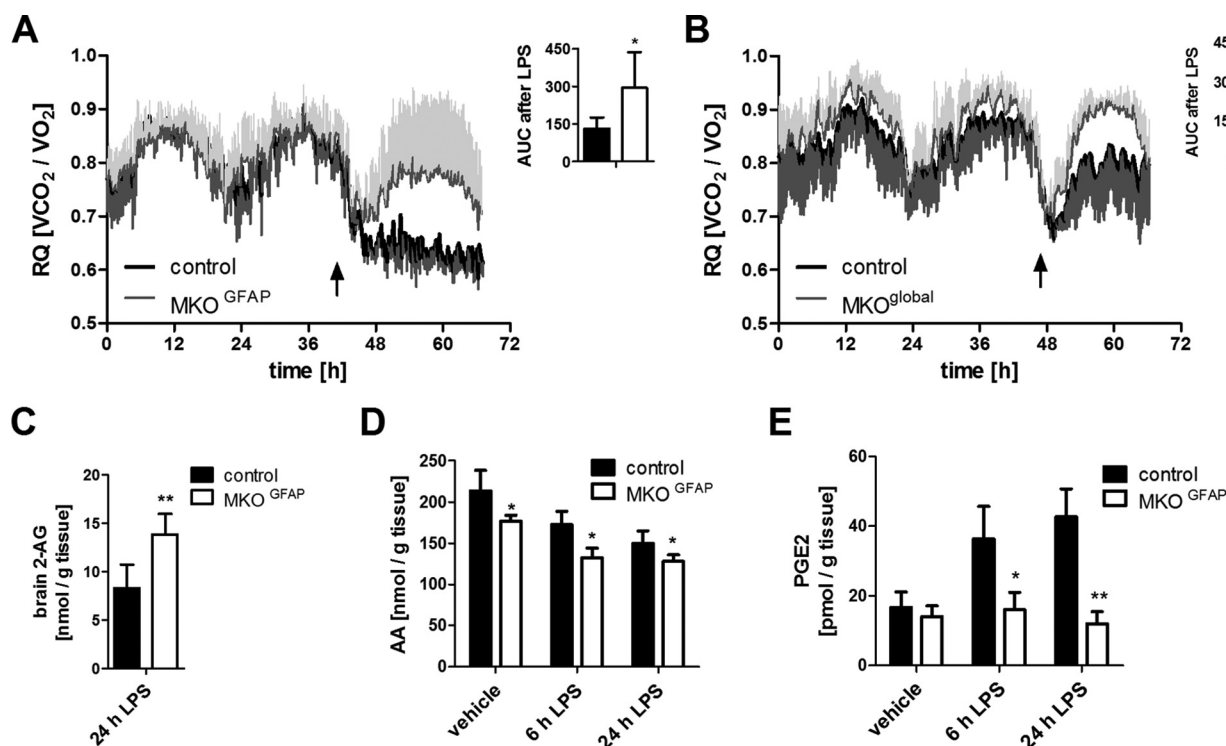 A
1.0
0.9
0.8
0.7
0.6
0.5
RQ [VCO2 / VO2]
control
MKO GFAP
0 12 24 36 48 60 72
time [h]
450
300
150
0
AUC after LPS
*
B
1.0
0.9
0.8
0.7
0.6
0.5
RQ [VCO2 / VO2]
control
MKO global
0 12 24 36 48 60 72
time [h]
45
30
15
AUC after LPS
C
20
15
10
5
0
brain 2-AG
[nmol / g tissue]
control
MKO GFAP
**
24 h LPS
D
250
200
150
100
50
0
AA [nmol / g tissue]
control
MKO GFAP
* * *
vehicle 6 h LPS 24 h LPS
E
60
40
20
0
PGE2
[pmol / g tissue]
control
MKO GFAP
* **
vehicle 6 h LPS 24 h LPS